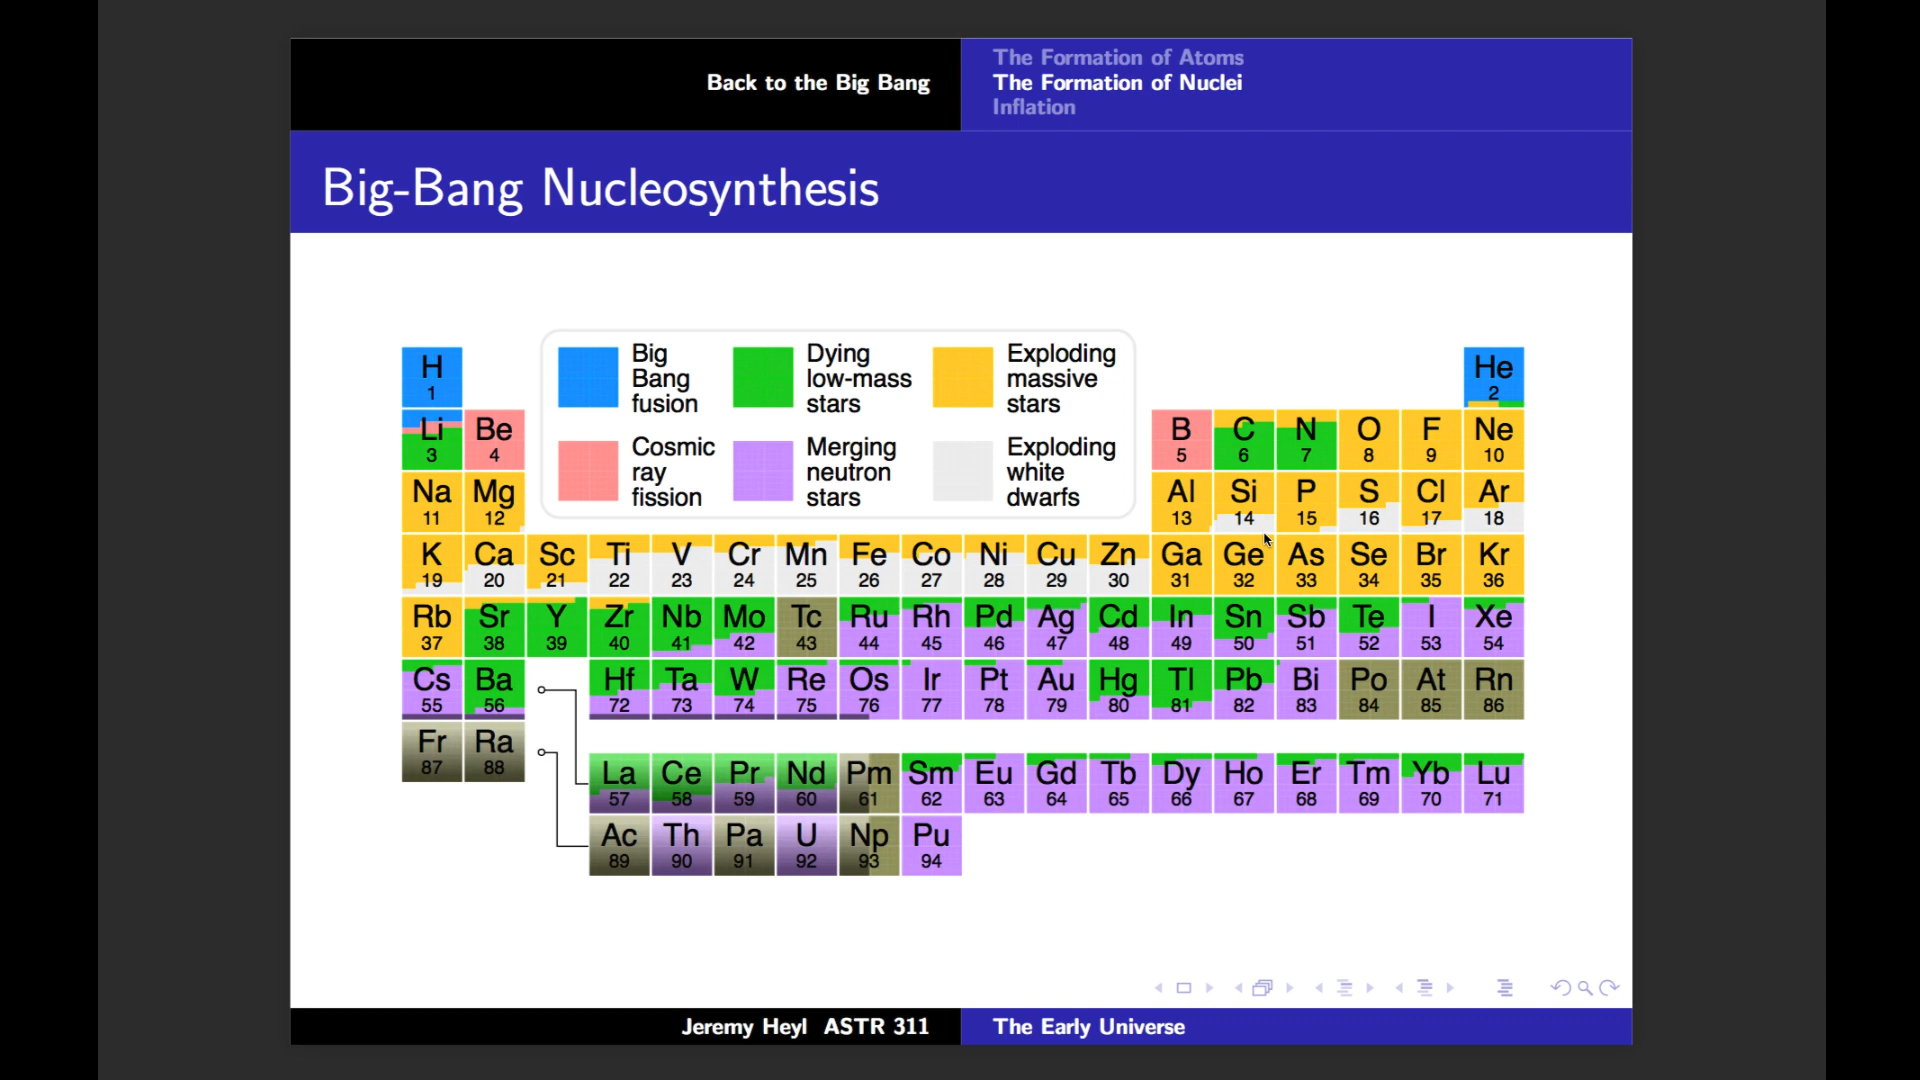 Back to the Big Bang
The Formation of Atoms
The Formation of Nuclei
Inflation
Big-Bang Nucleosynthesis
Big
Bang
fusion
Dying
low-mass
stars
Exploding
massive
stars
Cosmic
ray
fission
Merging
neutron
stars
Exploding
white
dwarfs
H He
1 2
Li Be B C N O F Ne
3 4 5 6 7 8 9 10
Na Mg Al Si P S Cl Ar
11 12 13 14 15 16 17 18
K Ca Sc Ti V Cr Mn Fe Co Ni Cu Zn Ga Ge As Se Br Kr
19 20 21 22 23 24 25 26 27 28 29 30 31 32 33 34 35 36
Rb Sr Y Zr Nb Mo Tc Ru Rh Pd Ag Cd In Sn Sb Te I Xe
37 38 39 40 41 42 43 44 45 46 47 48 49 50 51 52 53 54
Cs Ba Hf Ta W Re Os Ir Pt Au Hg Tl Pb Bi Po At Rn
55 56 72 73 74 75 76 77 78 79 80 81 82 83 84 85 86
Fr Ra
87 88
La Ce Pr Nd Pm Sm Eu Gd Tb Dy Ho Er Tm Yb Lu
57 58 59 60 61 62 63 64 65 66 67 68 69 70 71
Ac Th Pa U Np Pu
89 90 91 92 93 94
Jeremy Heyl ASTR 311
The Early Universe